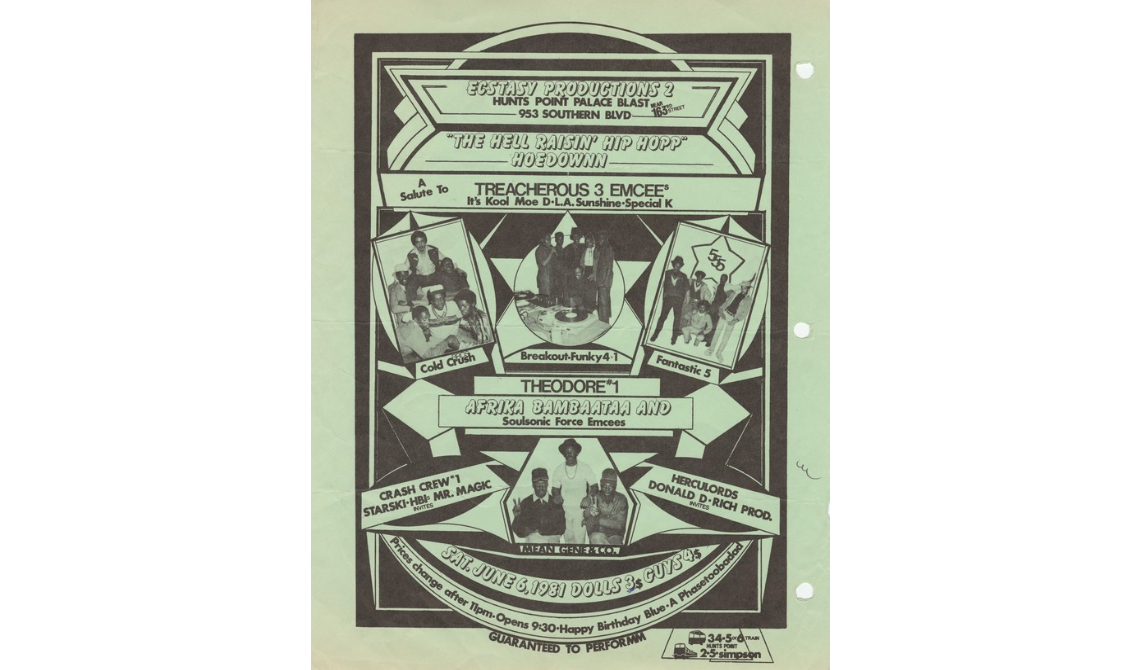 ECSTASY PRODUCTIONS 2
HUNTS POINT PALACE BLAST NEAR 163RD STREET
953 SOUTHERN BLVD
"THE HELL RAISIN' HIP HOPP"
HOEDOWNN
A Salute To
TREACHEROUS 3 EMCEEs
It's Kool Moe D•L.A. Sunshine•Special K
555
Cold Crush
Breakout•Funky 4•1
Fantastic 5
THEODORE #1
AFRIKA BAMBAATAA AND
Soulsonic Force Emcees
CRASH CREW #1
STARSKI•HBI: MR. MAGIC
INVITES
HERCULORDS
DONALD D•RICH PROD.
INVITES
MEAN GENE & CO.
SAT. JUNE 6, 1981 DOLLS 3$ GUYS 4$
Prices change after 11pm•Opens 9:30•Happy Birthday Blue•A Phasetoobadad
GUARANTEED TO PERFORMM
34•5 or 6 TRAIN
HUNTS POINT
2•5•simpson